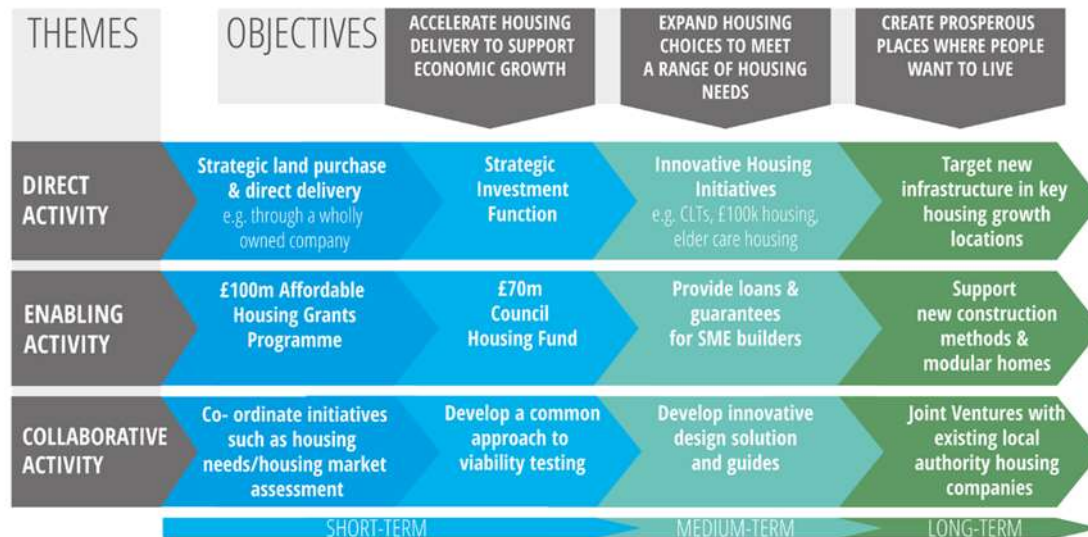 THEMES
OBJECTIVES
ACCELERATE HOUSING
DELIVERY TO SUPPORT
ECONOMIC GROWTH
EXPAND HOUSING
CHOICES TO MEET
A RANGE OF HOUSING
NEEDS
CREATE PROSPEROUS
PLACES WHERE PEOPLE
WANT TO LIVE
DIRECT
ACTIVITY
Strategic land purchase
& direct delivery
e.g. through a wholly
owned company
Strategic
Investment
Function
Innovative Housing
Initiatives
e.g. CLTs, £100k housing,
elder care housing
Target new
infrastructure in key
housing growth
locations
ENABLING
ACTIVITY
£100m Affordable
Housing Grants
Programme
£70m
Council
Housing Fund
Provide loans &
guarantees
for SME builders
Support
new construction
methods &
modular homes
COLLABORATIVE
ACTIVITY
Co- ordinate initiatives
such as housing
needs/housing market
assessment
Develop a common
approach to
viability testing
Develop innovative
design solution
and guides
Joint Ventures with
existing local
authority housing
companies
SHORT-TERM
MEDIUM-TERM
LONG-TERM